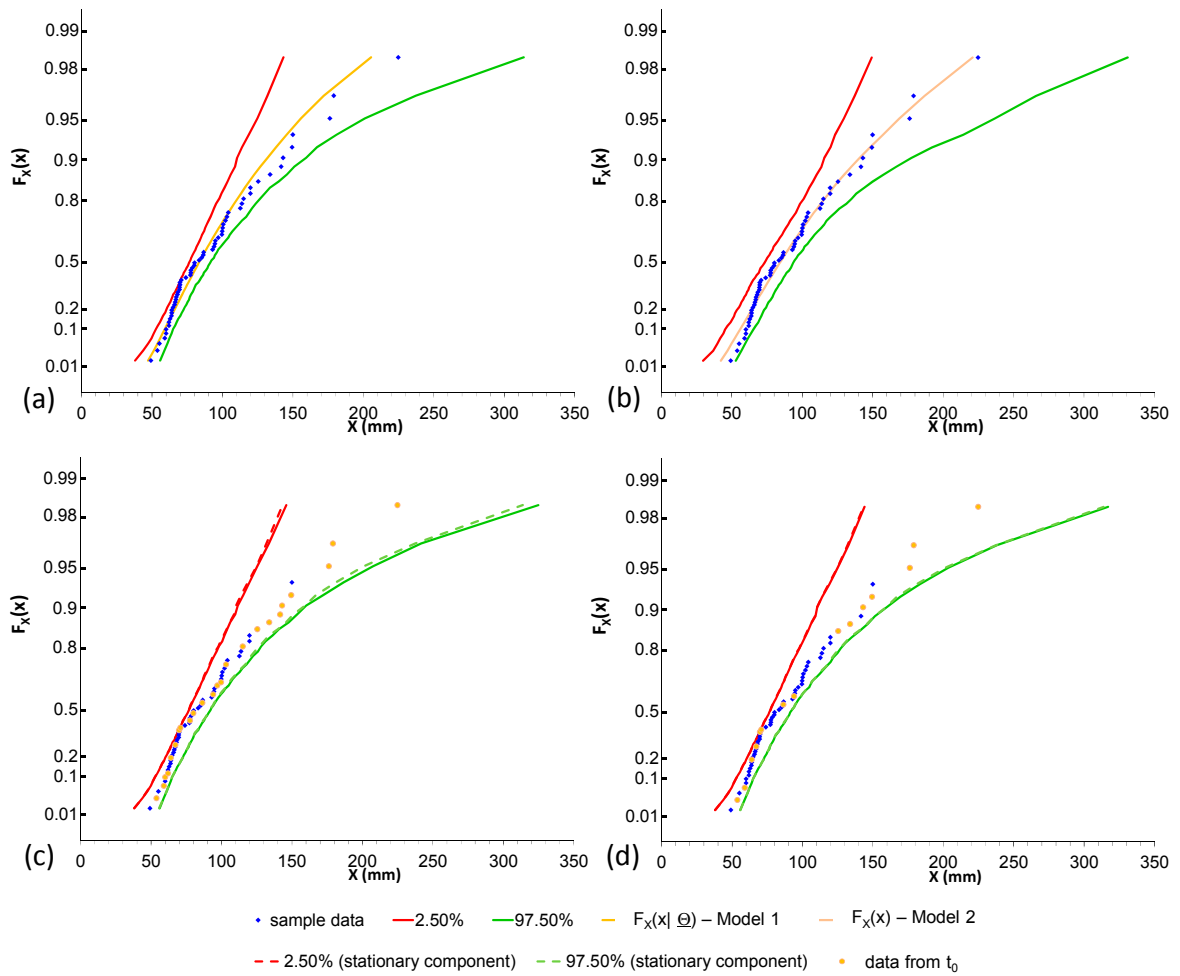 0.99
0.98
0.95
0.9
0.8
0.5
0.2
0.1
0.01
F_X(x)
(a)
0 50 100 150 200 250 300 350
X (mm)
0.99
0.98
0.95
0.9
0.8
0.5
0.2
0.1
0.01
F_X(x)
(b)
0 50 100 150 200 250 300 350
X (mm)
0.99
0.98
0.95
0.9
0.8
0.5
0.2
0.1
0.01
F_X(x)
(c)
0 50 100 150 200 250 300 350
X (mm)
0.99
0.98
0.95
0.9
0.8
0.5
0.2
0.1
0.01
F_X(x)
(d)
0 50 100 150 200 250 300 350
X (mm)
sample data 2.50% 97.50% F_X(x| Θ) – Model 1 F_X(x) – Model 2
2.50% (stationary component) 97.50% (stationary component) data from t_0